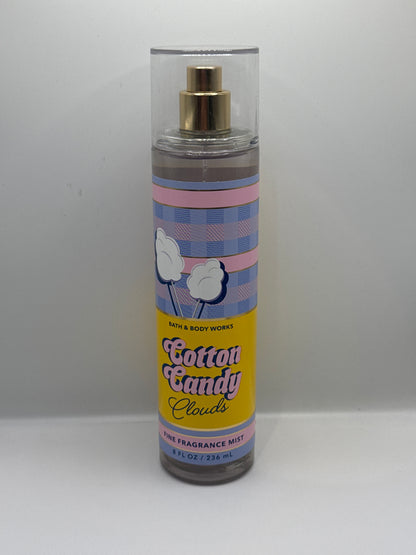 BATH & BODY WORKS
Cotton
Candy
Clouds
FINE FRAGRANCE MIST
8 FL OZ / 236 mL